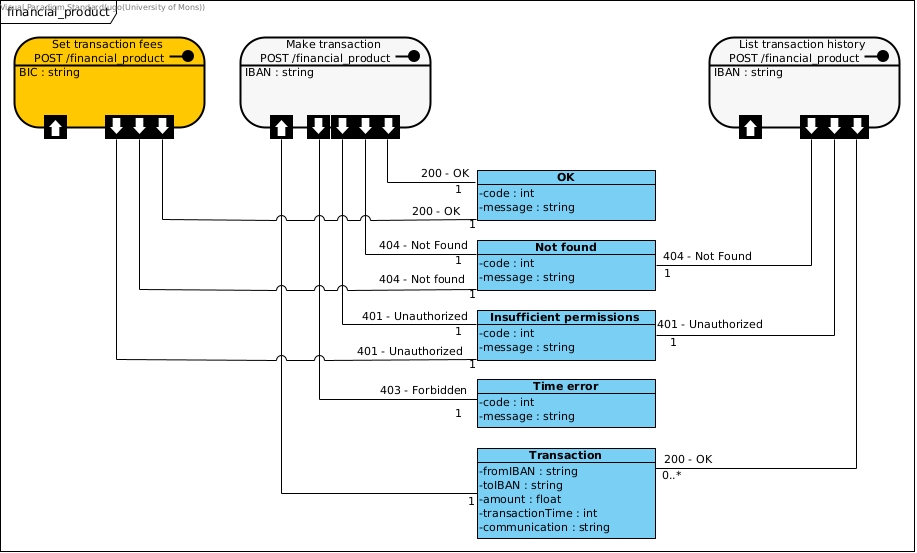 Visual Paradigm Standard(ugo(University of Mons))
financial_product
Set transaction fees
POST /financial_product
BIC : string
Make transaction
POST /financial_product
IBAN : string
List transaction history
POST /financial_product
IBAN : string
200 - OK
1
200 - OK
1
OK
-code : int
-message : string
404 - Not Found
1
404 - Not found
1
Not found
-code : int
-message : string
404 - Not Found
1
401 - Unauthorized
1
401 - Unauthorized
1
Insufficient permissions
-code : int
-message : string
401 - Unauthorized
1
403 - Forbidden
1
Time error
-code : int
-message : string
Transaction
-fromIBAN : string
-toIBAN : string
-amount : float
-transactionTime : int
-communication : string
1
200 - OK
0..*